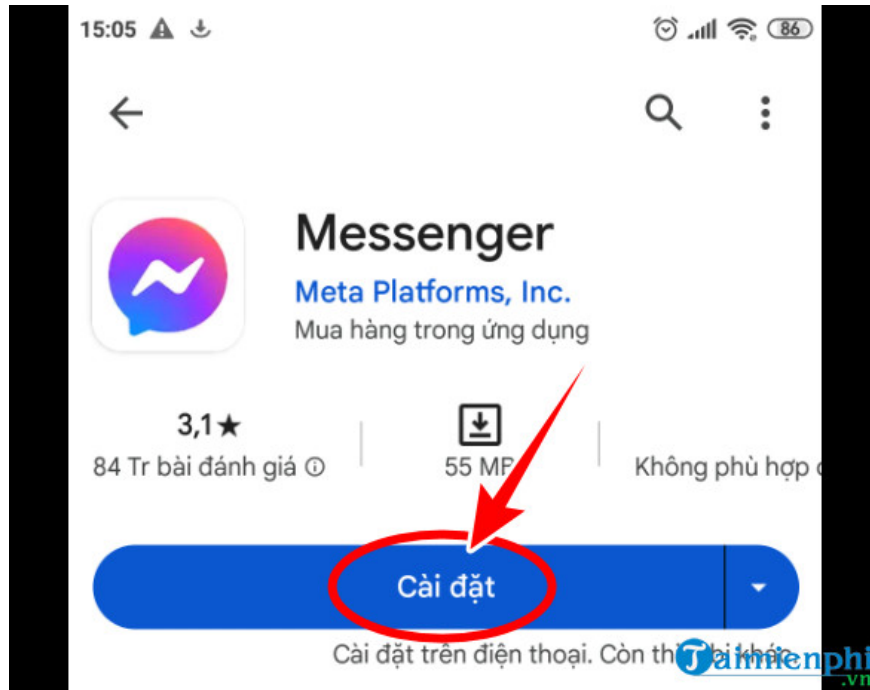 15:05
86
Messenger
Meta Platforms, Inc.
Mua hàng trong ứng dụng
3,1★
84 Tr bài đánh giá
55 MB
Không phù hợp
Cài đặt
Cài đặt trên điện thoại. Còn thiết bị khác.
Taimienphi
.vn